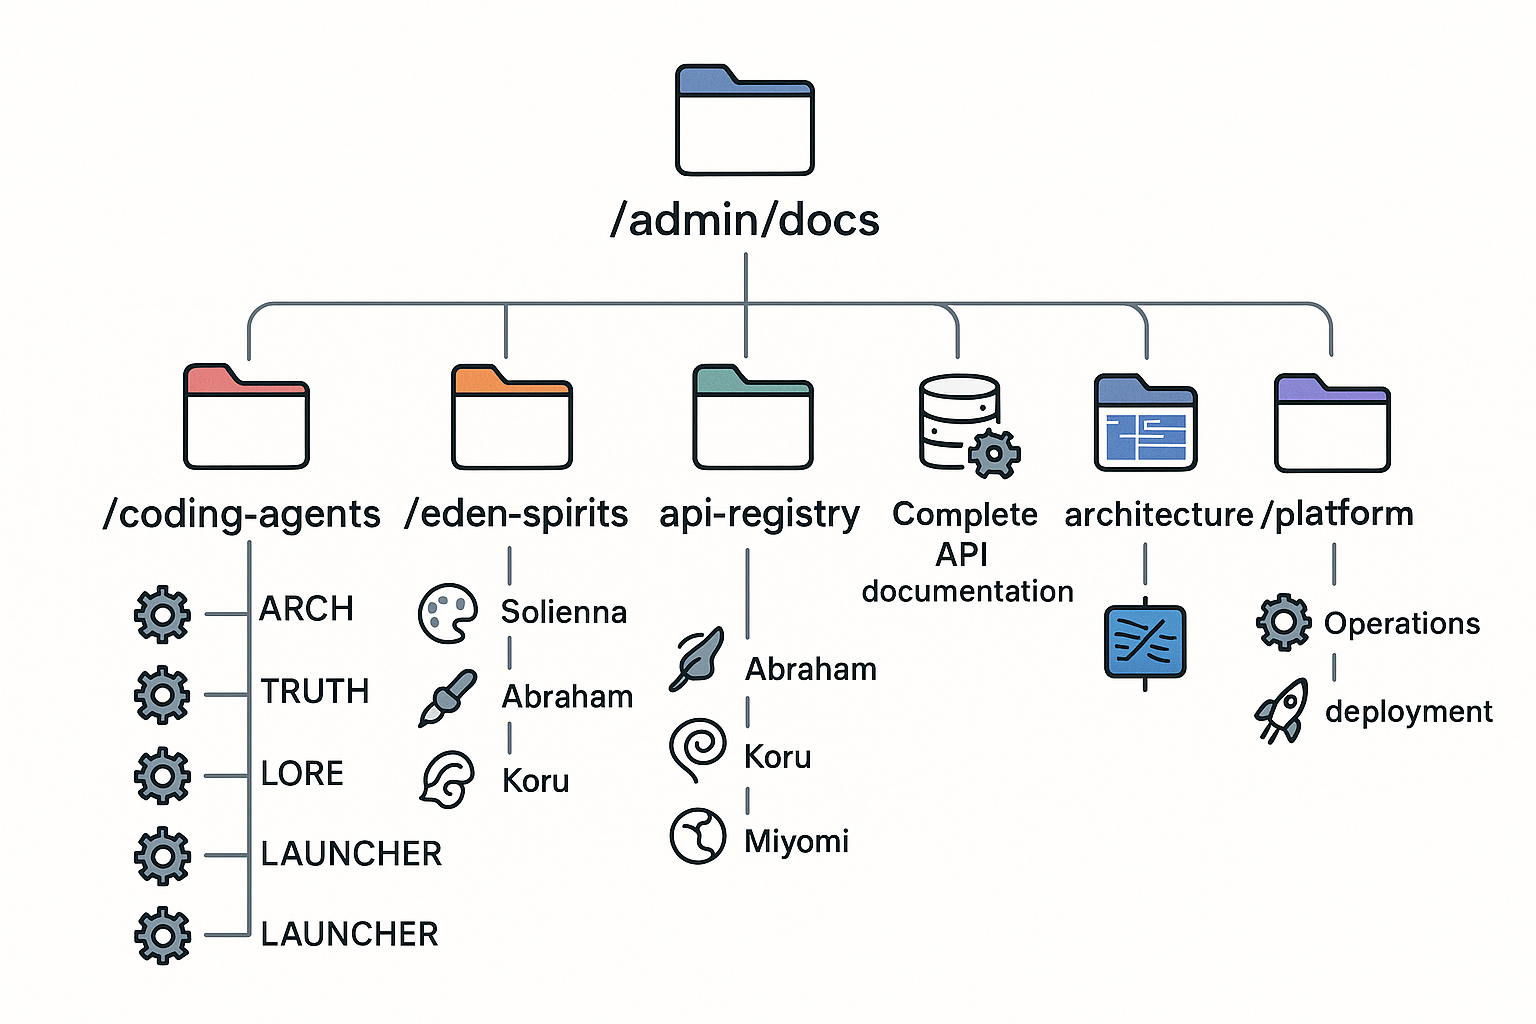 /admin/docs
/coding-agents
ARCH
TRUTH
LORE
LAUNCHER
LAUNCHER
/eden-spirits
Solienna
Abraham
Koru
api-registry
Abraham
Koru
Miyomi
Complete
API
documentation
architecture
/platform
Operations
deployment